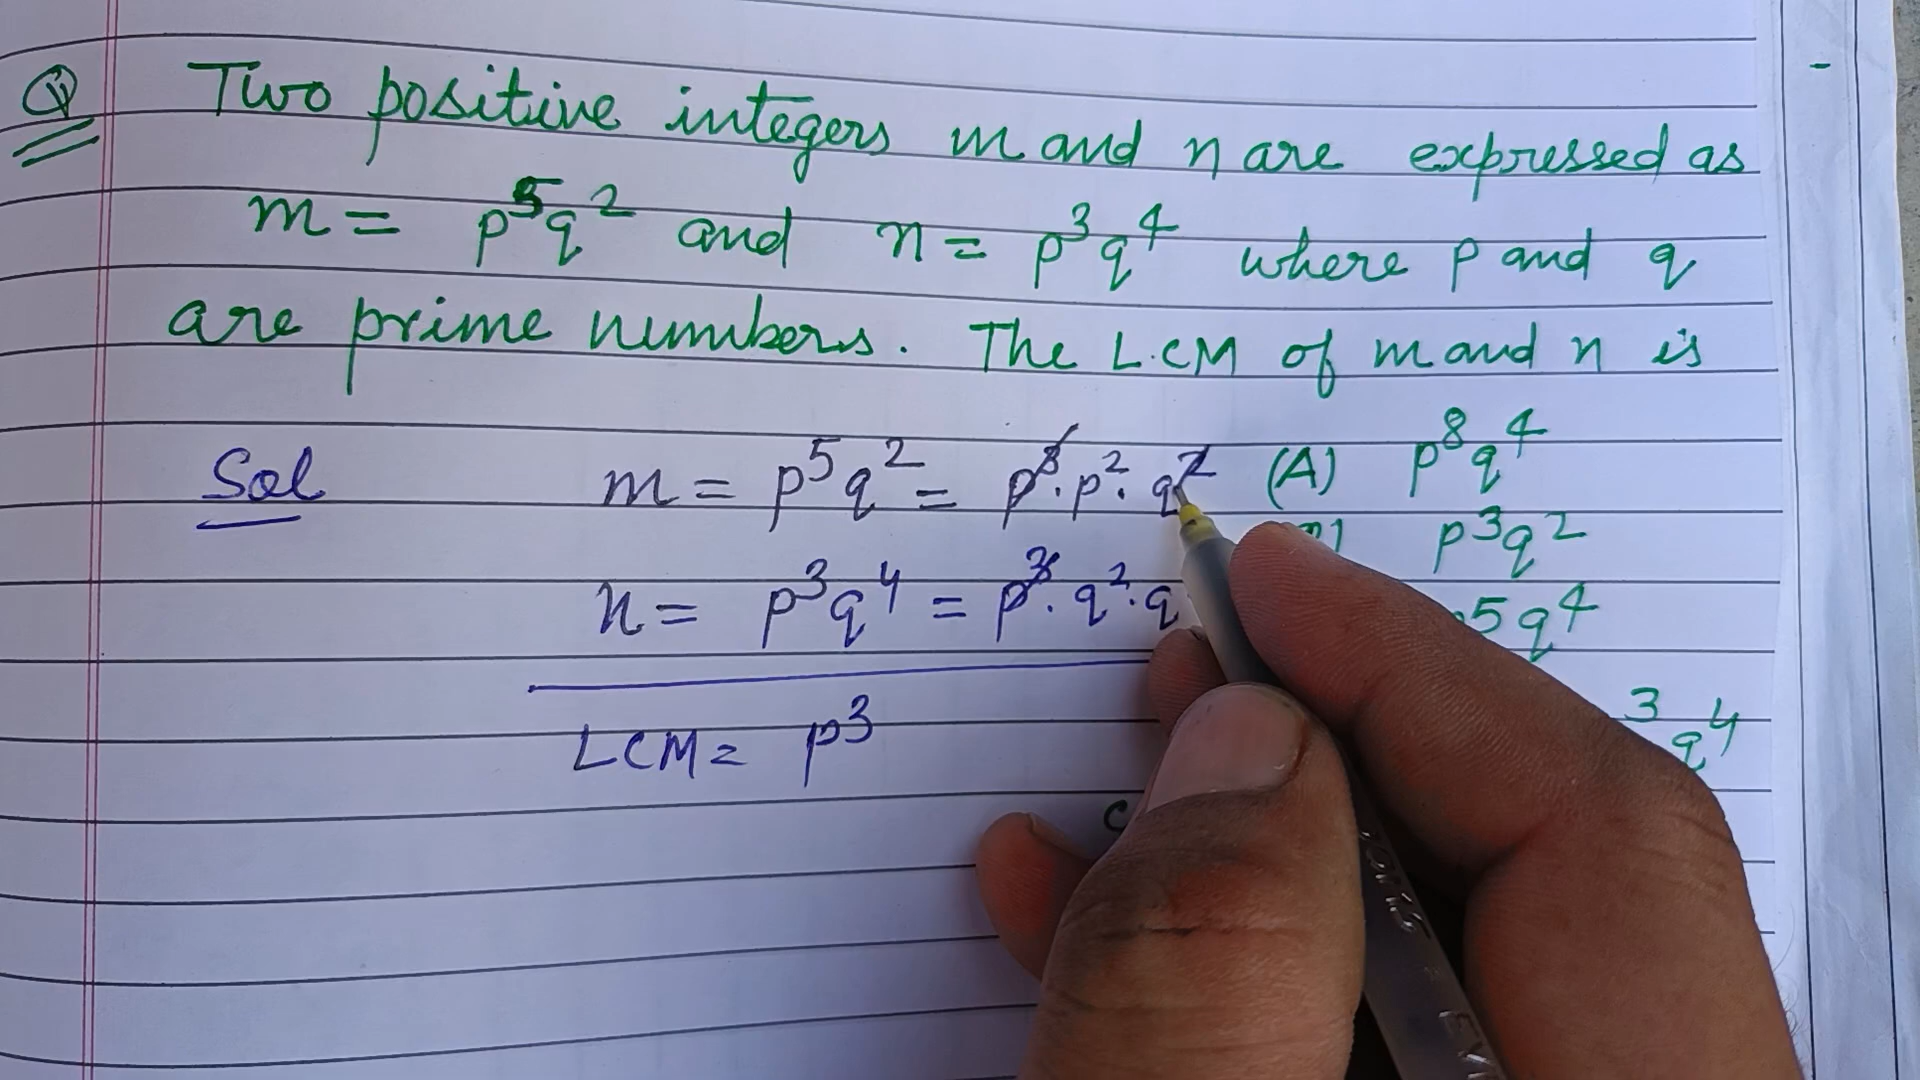 Q Two positive integers m and n are expressed as
m = p⁵q² and n = p³q⁴ where p and q
are prime numbers. The L.CM of m and n is
Sol m = p⁵q² = p³. p². q² (A) p⁸q⁴
p³q²
n = p³q⁴ = p³. q². q
⁵q⁴
LCM = p³
³q⁴